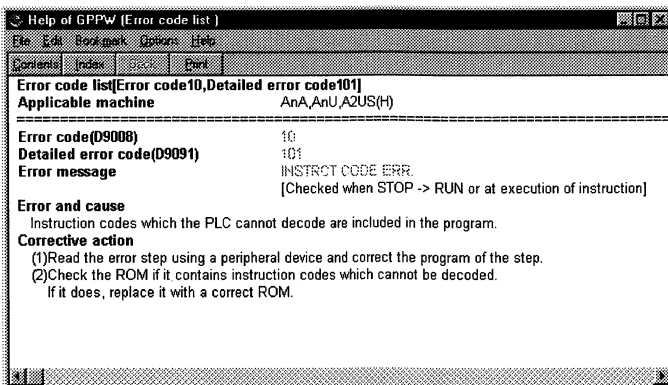 Help of GPPW (Error code list )
File Edit Bookmark Options Help
Contents Index Back Print
Error code list[Error code10,Detailed error code101]
Applicable machine AnA,AnU,A2US(H)
Error code(D9008) 10
Detailed error code(D9091) 101
Error message INSTRCT CODE ERR.
[Checked when STOP -> RUN or at execution of instruction]
Error and cause
Instruction codes which the PLC cannot decode are included in the program.
Corrective action
(1)Read the error step using a peripheral device and correct the program of the step.
(2)Check the ROM if it contains instruction codes which cannot be decoded.
If it does, replace it with a correct ROM.